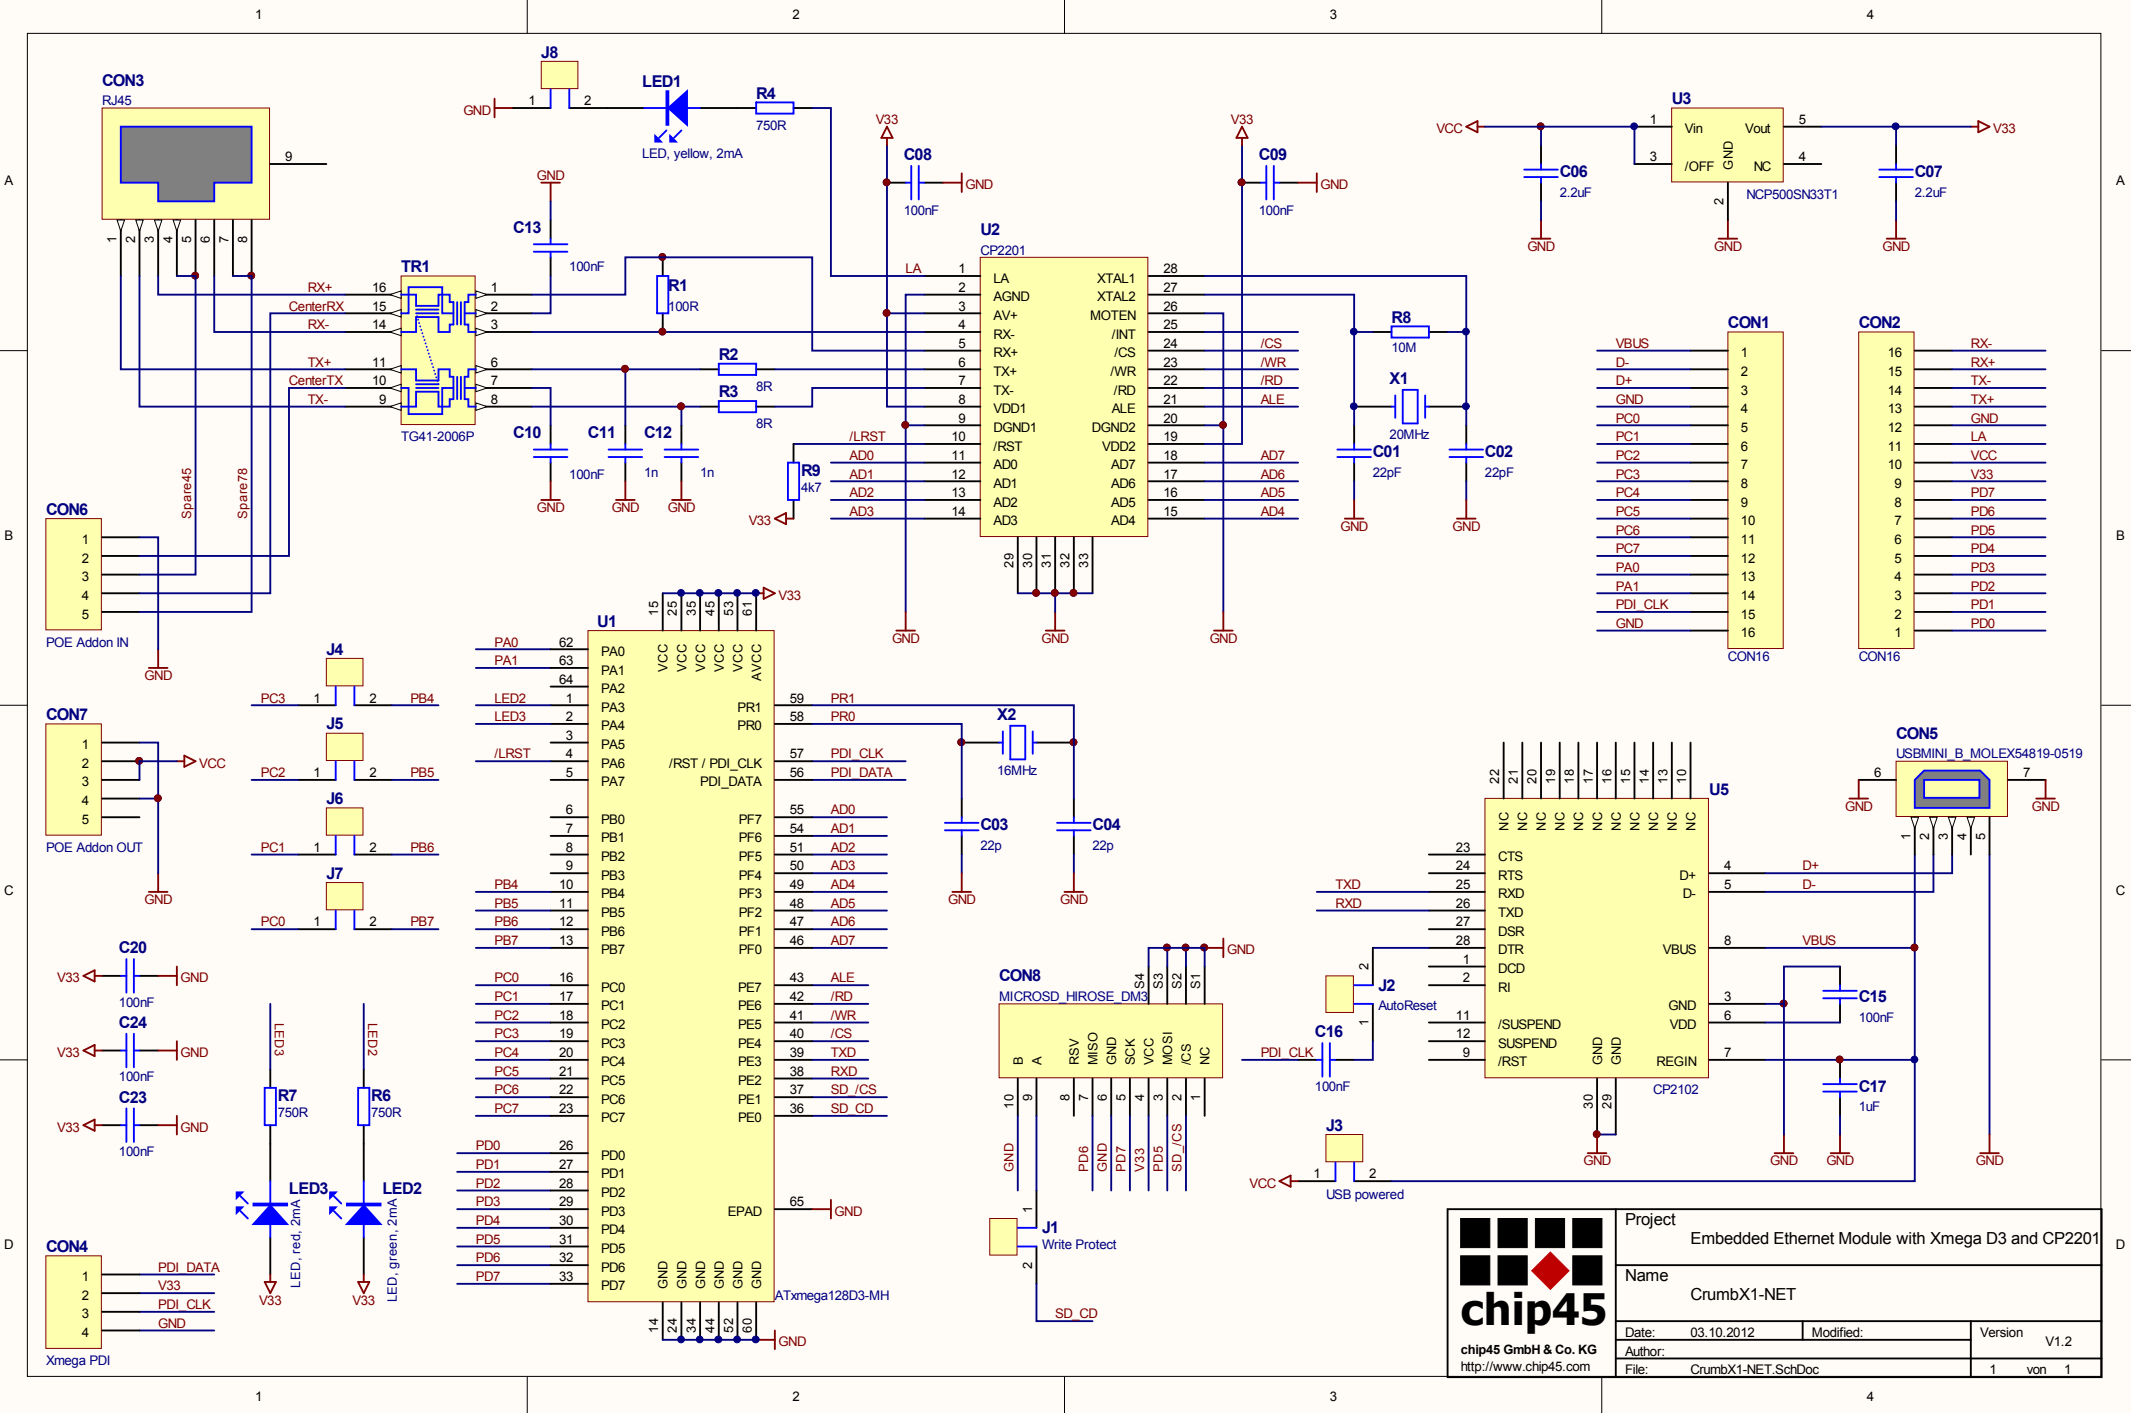 1
2
3
4
A
B
C
D
A
B
C
D
1
2
3
4
CON3
RJ45
9
1
2
3
4
5
6
7
8
J8
GND
1
2
LED1
LED, yellow, 2mA
R4
750R
GND
C13
100nF
TR1
RX+
16
CenterRX
15
RX-
14
TX+
11
CenterTX
10
TX-
9
1
2
3
6
7
8
TG41-2006P
R1
100R
R2
8R
R3
8R
C10
100nF
GND
C11
1n
GND
C12
1n
GND
Spare45
Spare78
V33
C08
100nF
GND
V33
C09
100nF
GND
U2
CP2201
LA
1
LA
2
AGND
3
AV+
4
RX-
5
RX+
6
TX+
7
TX-
8
VDD1
9
DGND1
/LRST
10
/RST
AD0
11
AD0
AD1
12
AD1
AD2
13
AD2
AD3
14
AD3
XTAL1
28
XTAL2
27
MOTEN
26
/INT
25
/CS
24
/CS
/WR
23
/WR
/RD
22
/RD
ALE
21
ALE
DGND2
20
VDD2
19
AD7
18
AD7
AD6
17
AD6
AD5
16
AD5
AD4
15
AD4
29
30
31
32
33
GND
GND
GND
R9
4k7
V33
R8
10M
X1
20MHz
C01
22pF
GND
C02
22pF
GND
U3
VCC
1
Vin
3
/OFF
GND
2
Vout
5
V33
NC
4
NCP500SN33T1
C06
2.2uF
GND
GND
C07
2.2uF
GND
CON1
VBUS
1
D-
2
D+
3
GND
4
PC0
5
PC1
6
PC2
7
PC3
8
PC4
9
PC5
10
PC6
11
PC7
12
PA0
13
PA1
14
PDI_CLK
15
GND
16
CON16
CON2
16
RX-
15
RX+
14
TX-
13
TX+
12
GND
11
LA
10
VCC
9
V33
8
PD7
7
PD6
6
PD5
5
PD4
4
PD3
3
PD2
2
PD1
1
PD0
CON16
CON6
1
2
3
4
5
POE Addon IN
GND
CON7
1
2
3
4
5
VCC
POE Addon OUT
GND
J4
PC3
1
2
PB4
J5
PC2
1
2
PB5
J6
PC1
1
2
PB6
J7
PC0
1
2
PB7
C20
V33
GND
100nF
C24
V33
GND
100nF
C23
V33
GND
100nF
LED3
R7
750R
LED3
LED, red, 2mA
V33
LED2
R6
750R
LED2
LED, green, 2mA
V33
CON4
1
PDI_DATA
2
V33
3
PDI_CLK
4
GND
Xmega PDI
U1
15
25
35
45
53
61
V33
VCC
VCC
VCC
VCC
VCC
AVCC
PA0
62
PA0
PA1
63
PA1
64
PA2
LED2
1
PA3
LED3
2
PA4
3
PA5
/LRST
4
PA6
5
PA7
6
PB0
7
PB1
8
PB2
9
PB3
PB4
10
PB4
PB5
11
PB5
PB6
12
PB6
PB7
13
PB7
PC0
16
PC0
PC1
17
PC1
PC2
18
PC2
PC3
19
PC3
PC4
20
PC4
PC5
21
PC5
PC6
22
PC6
PC7
23
PC7
PD0
26
PD0
PD1
27
PD1
PD2
28
PD2
PD3
29
PD3
PD4
30
PD4
PD5
31
PD5
PD6
32
PD6
PD7
33
PD7
PR1
59
PR1
PR0
58
PR0
/RST / PDI_CLK
57
PDI_CLK
PDI_DATA
56
PDI_DATA
PF7
55
AD0
PF6
54
AD1
PF5
51
AD2
PF4
50
AD3
PF3
49
AD4
PF2
48
AD5
PF1
47
AD6
PF0
46
AD7
PE7
43
ALE
PE6
42
/RD
PE5
41
/WR
PE4
40
/CS
PE3
39
TXD
PE2
38
RXD
PE1
37
SD_/CS
PE0
36
SD_CD
EPAD
65
GND
GND
GND
GND
GND
GND
GND
14
24
34
44
52
60
GND
ATxmega128D3-MH
X2
16MHz
C03
22p
GND
C04
22p
GND
CON8
MICROSD_HIROSE_DM3
S4
S3
S2
S1
GND
B
A
RSV
MISO
GND
SCK
VCC
MOSI
/CS
NC
10
9
8
7
6
5
4
3
2
1
GND
PD6
GND
PD7
V33
PD5
SD_/CS
1
J1
Write Protect
2
SD_CD
J2
AutoReset
2
1
PDI_CLK
C16
100nF
J3
VCC
1
2
USB powered
U5
22
21
20
19
18
17
16
15
14
13
10
NC
NC
NC
NC
NC
NC
NC
NC
NC
NC
NC
23
CTS
24
RTS
TXD
25
RXD
RXD
26
TXD
27
DSR
28
DTR
1
DCD
2
RI
11
/SUSPEND
12
SUSPEND
9
/RST
D+
4
D+
D-
5
D-
VBUS
8
VBUS
GND
3
VDD
6
REGIN
7
GND
GND
30
29
GND
CP2102
C15
100nF
C17
1uF
GND
GND
GND
CON5
USBMINI_B_MOLEX54819-0519
6
GND
7
GND
1
2
3
4
5
chip45
chip45 GmbH & Co. KG
http://www.chip45.com
Project
Embedded Ethernet Module with Xmega D3 and CP2201
Name
CrumbX1-NET
Date:
03.10.2012
Modified:
Version
V1.2
Author:
File:
CrumbX1-NET.SchDoc
1 von 1